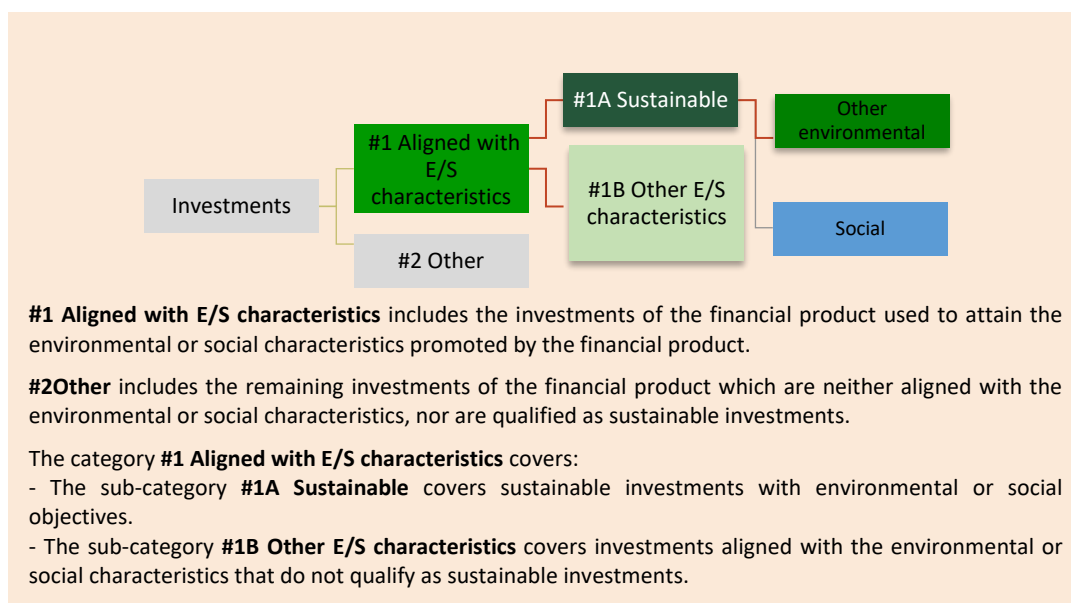 #1A Sustainable
Other
environmental
#1 Aligned with
E/S
characteristics
Investments
#1B Other E/S
characteristics
Social
#2 Other
#1 Aligned with E/S characteristics includes the investments of the financial product used to attain the
environmental or social characteristics promoted by the financial product.
#2Other includes the remaining investments of the financial product which are neither aligned with the
environmental or social characteristics, nor are qualified as sustainable investments.
The category #1 Aligned with E/S characteristics covers:
- The sub-category #1A Sustainable covers sustainable investments with environmental or social
objectives.
- The sub-category #1B Other E/S characteristics covers investments aligned with the environmental or
social characteristics that do not qualify as sustainable investments.